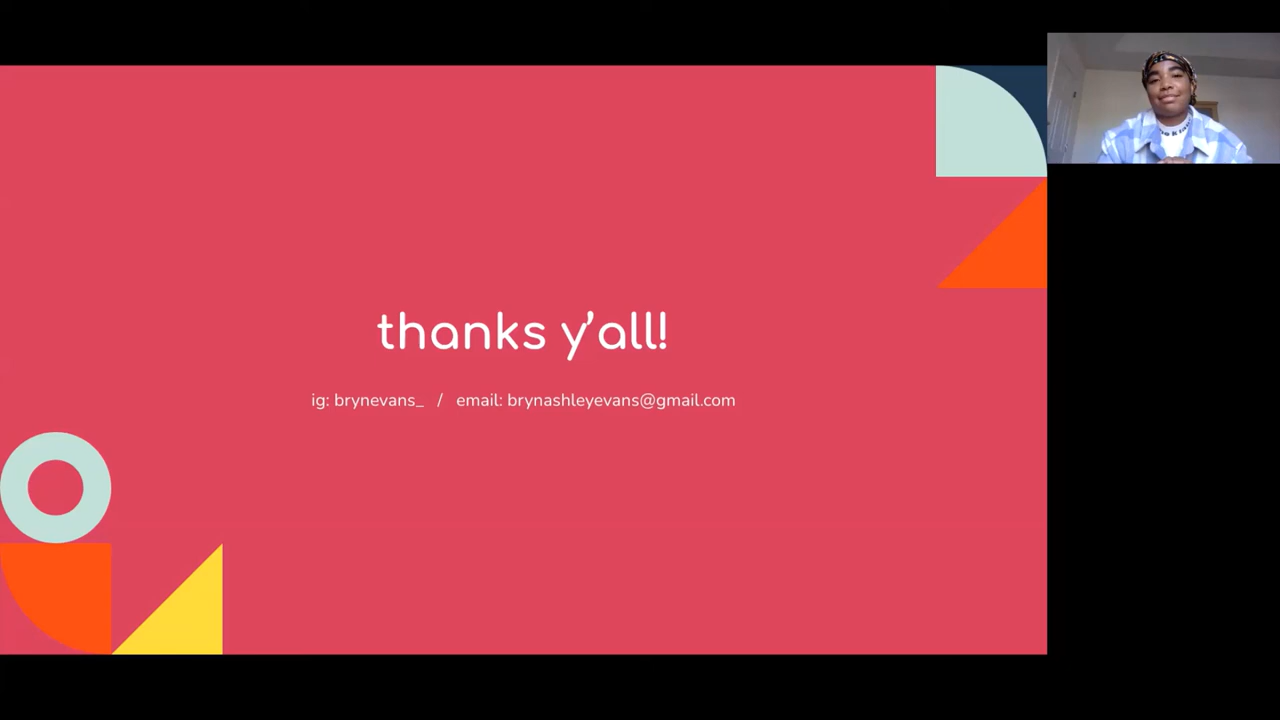 thanks y’all!
ig: brynevans_ / email: brynashleyevans@gmail.com